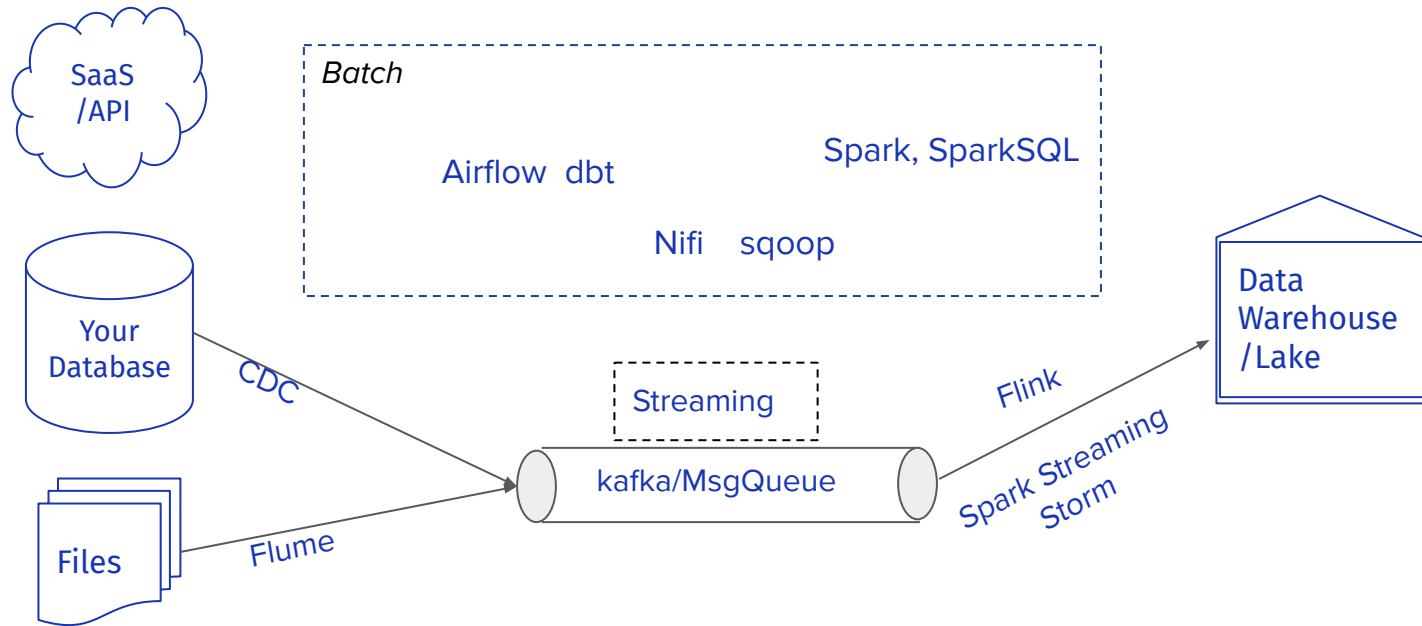 SaaS
/API
Batch
Airflow dbt
Spark, SparkSQL
Nifi sqoop
Your
Database
CDC
Data
Warehouse
/Lake
Streaming
Flink
kafka/MsgQueue
Spark Streaming
Storm
Files
Flume